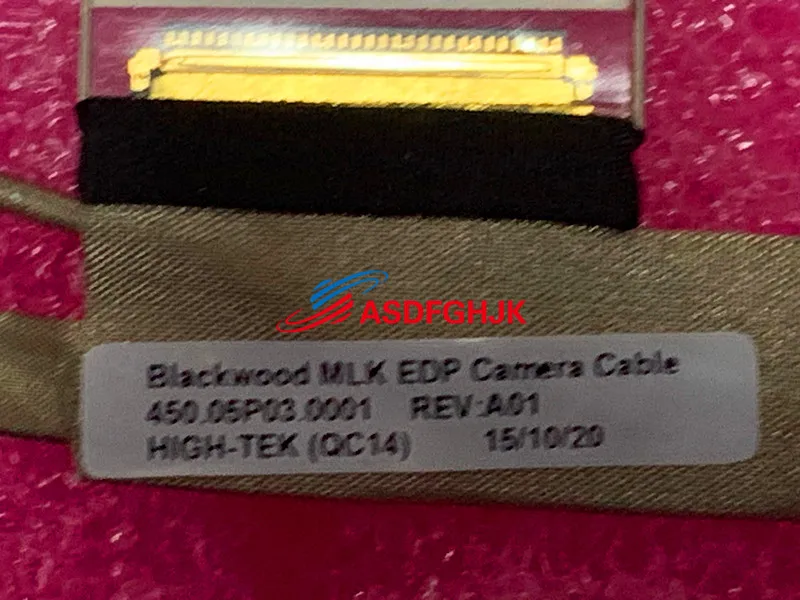 ASDFGHJK
Blackwood MLK EDP Camera Cable
450.05P03.0001 REV:A01
HIGH-TEK (QC14) 15/10/20